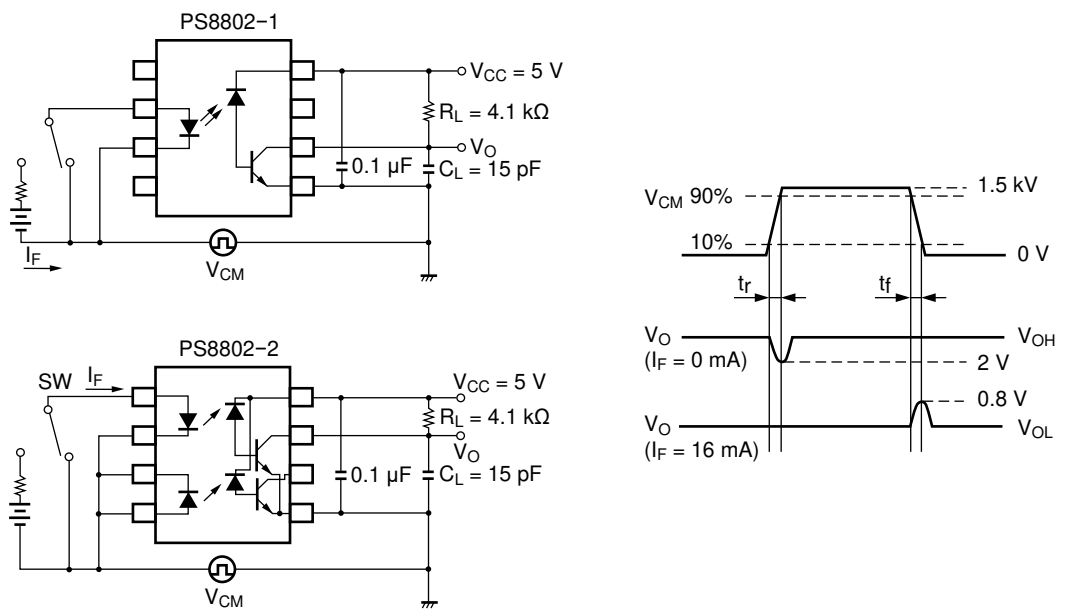 PS8802−1
VCC = 5 V
RL = 4.1 kΩ
VO
0.1 µF
CL = 15 pF
IF
VCM
PS8802−2
SW
IF
VCC = 5 V
RL = 4.1 kΩ
VO
0.1 µF
CL = 15 pF
VCM
VCM 90%
1.5 kV
10%
0 V
tr
tf
VO
(IF = 0 mA)
VOH
2 V
0.8 V
VO
(IF = 16 mA)
VOL